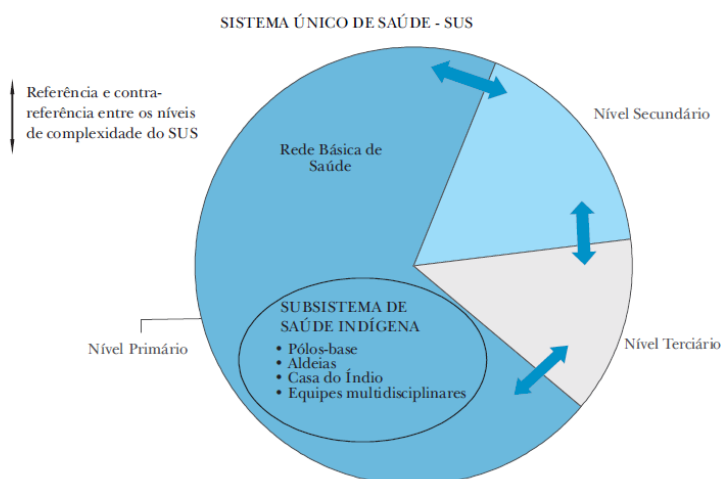 SISTEMA ÚNICO DE SAÚDE - SUS
Referência e contra-
referência entre os níveis
de complexidade do SUS
Nível Secundário
Rede Básica de
Saúde
SUBSISTEMA DE
SAÚDE INDÍGENA
• Pólos-base
• Aldeias
• Casa do Índio
• Equipes multidisciplinares
Nível Primário
Nível Terciário